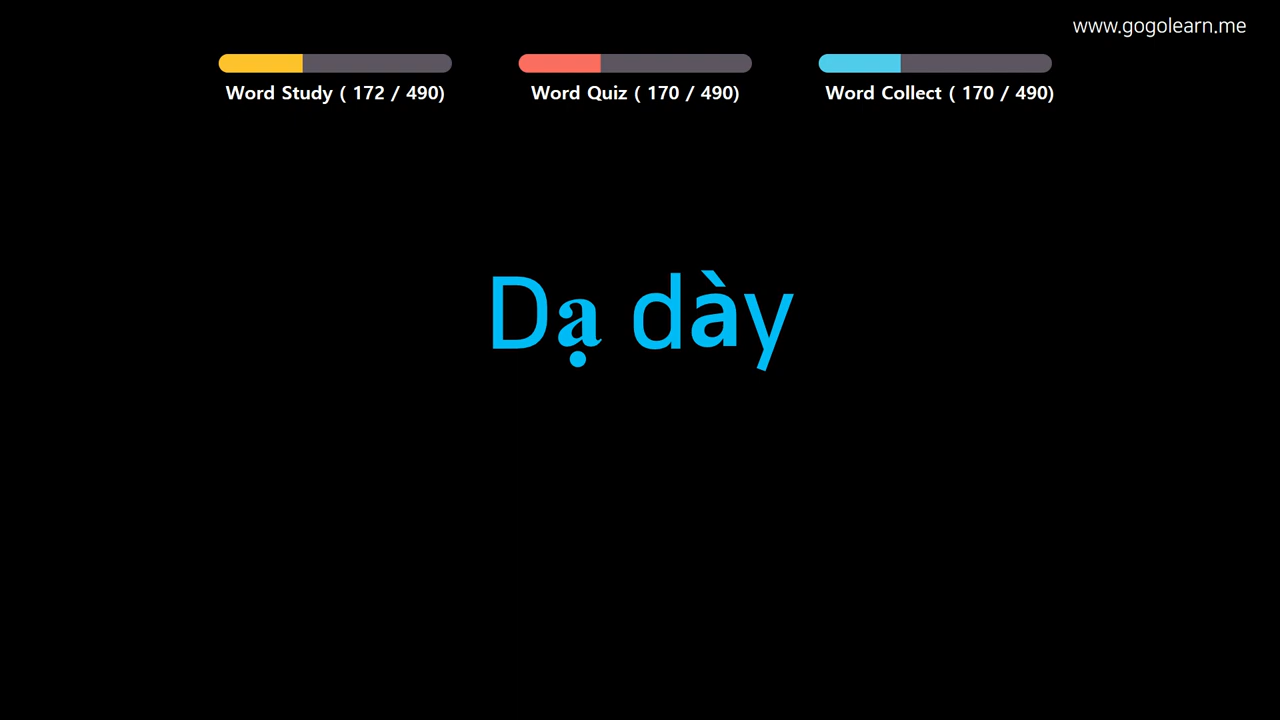 www.gogolearn.me
Word Study ( 172 / 490)
Word Quiz ( 170 / 490)
Word Collect ( 170 / 490)
Dạ dày